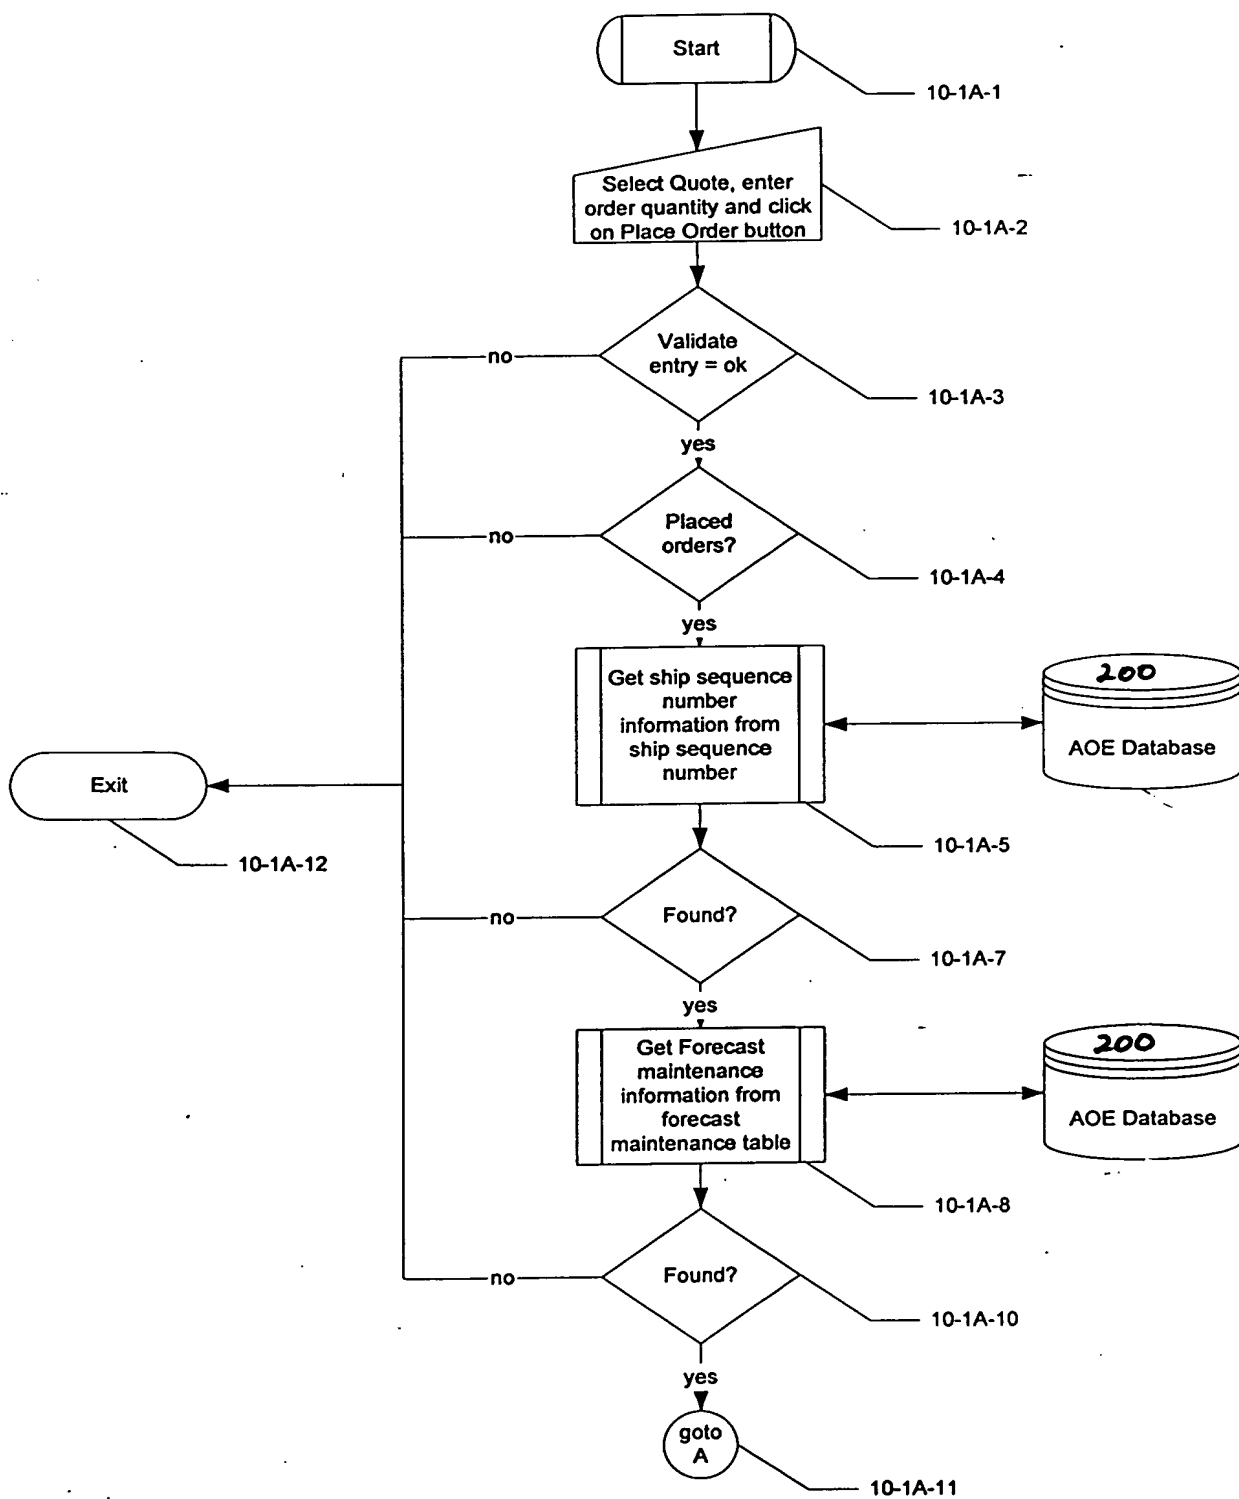 Start
10-1A-1
Select Quote, enter
order quantity and click
on Place Order button
10-1A-2
Validate
entry = ok
no
10-1A-3
yes
Placed
orders?
no
10-1A-4
yes
Get ship sequence
number
information from
ship sequence
number
200
AOE Database
Exit
10-1A-5
10-1A-12
Found?
no
10-1A-7
yes
Get Forecast
maintenance
information from
forecast
maintenance table
200
AOE Database
10-1A-8
Found?
no
10-1A-10
yes
goto
A
10-1A-11